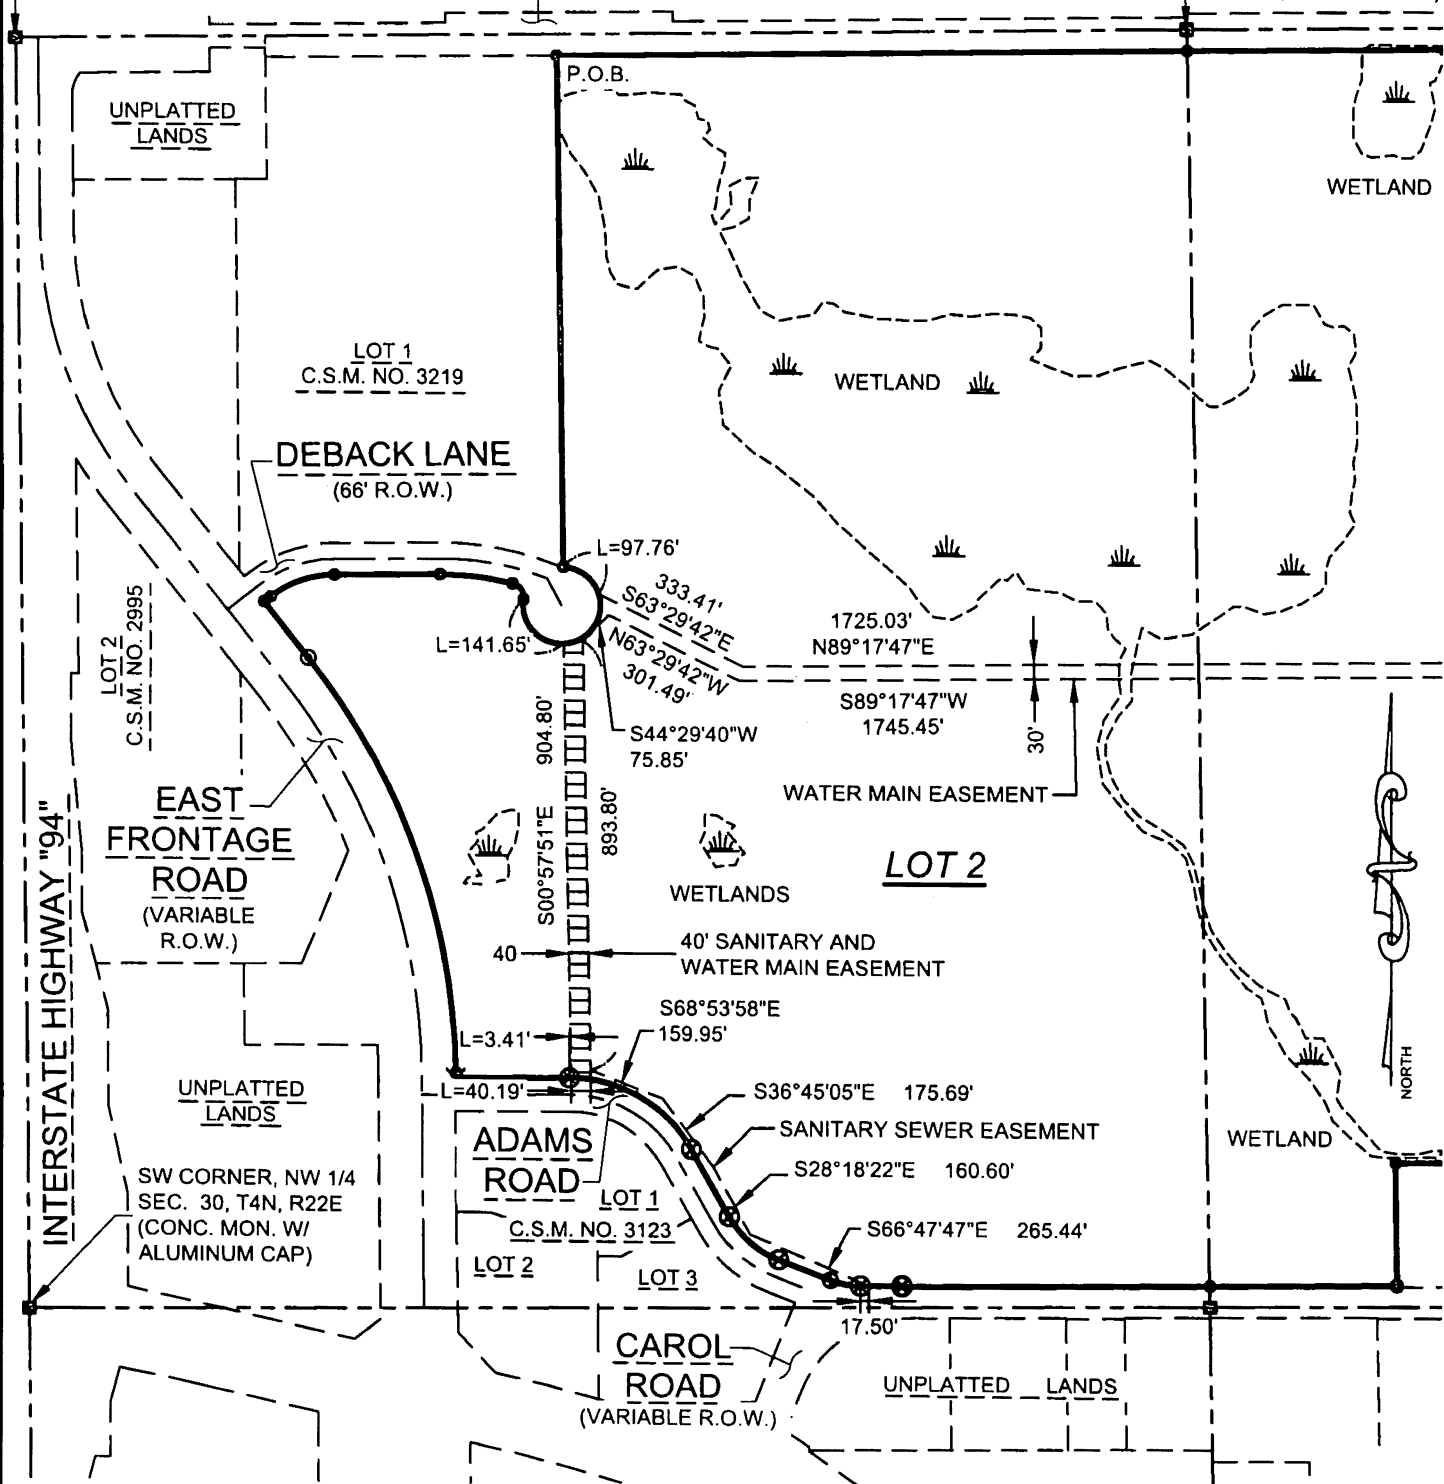 P.O.B.
UNPLATTED
LANDS
WETLAND
LOT 1
C.S.M. NO. 3219
WETLAND
DEBACK LANE
(66' R.O.W.)
L=97.76'
333.41'
S63°29'42"E
1725.03'
N89°17'47"E
LOT 2
C.S.M. NO. 2995
L=141.65'
N63°29'42"W
301.49'
S89°17'47"W
1745.45'
30'
S44°29'40"W
75.85'
904.80'
S00°57'51"E
893.80'
WATER MAIN EASEMENT
EAST
FRONTAGE
ROAD
(VARIABLE
R.O.W.)
INTERSTATE HIGHWAY "94"
LOT 2
WETLANDS
40
40' SANITARY AND
WATER MAIN EASEMENT
S68°53'58"E
159.95'
L=3.41'
NORTH
UNPLATTED
LANDS
L=40.19'
S36°45'05"E 175.69'
SANITARY SEWER EASEMENT
WETLAND
ADAMS
ROAD
S28°18'22"E 160.60'
SW CORNER, NW 1/4
SEC. 30, T4N, R22E
(CONC. MON. W/
ALUMINUM CAP)
LOT 1
C.S.M. NO. 3123
S66°47'47"E 265.44'
LOT 2
LOT 3
17.50'
CAROL
ROAD
(VARIABLE R.O.W.)
UNPLATTED LANDS